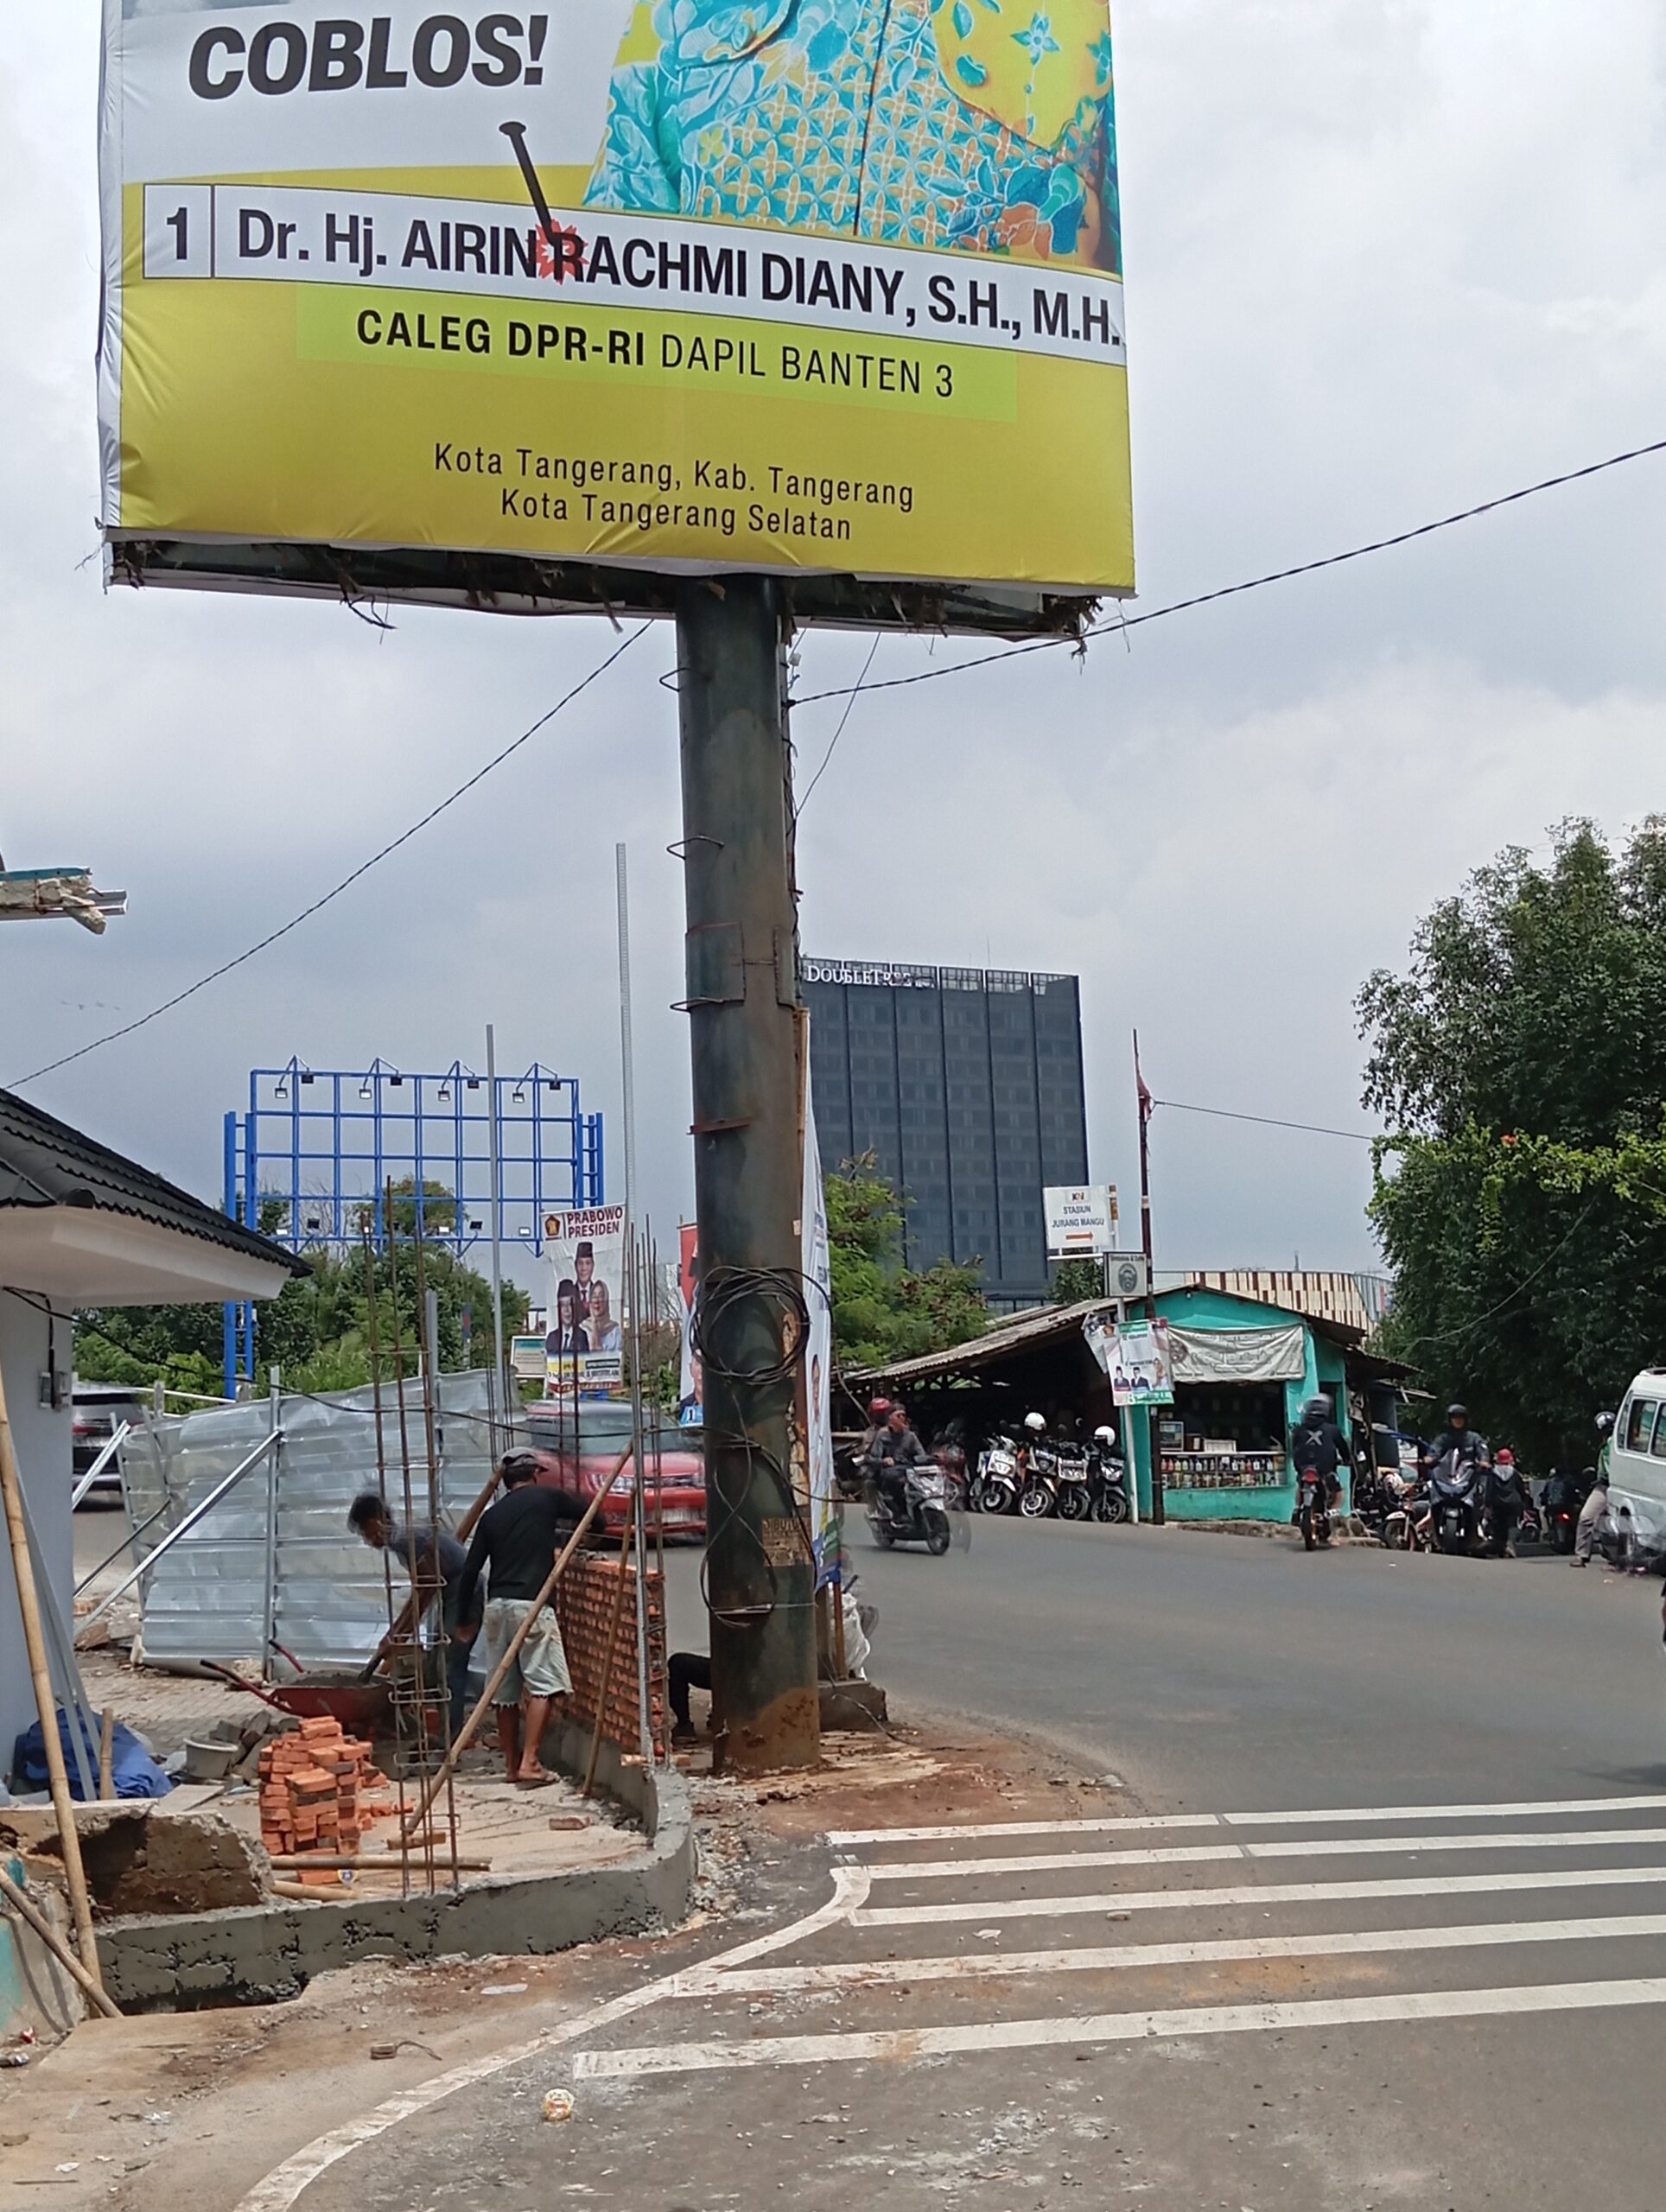 COBLOS!
1 Dr. Hj. AIRIN RACHMI DIANY, S.H., M.H.
CALEG DPR-RI DAPIL BANTEN 3
Kota Tangerang, Kab. Tangerang
Kota Tangerang Selatan
DOUBLETREE
STASIUN
JURANG MANGU
PRABOWO
PRESIDEN